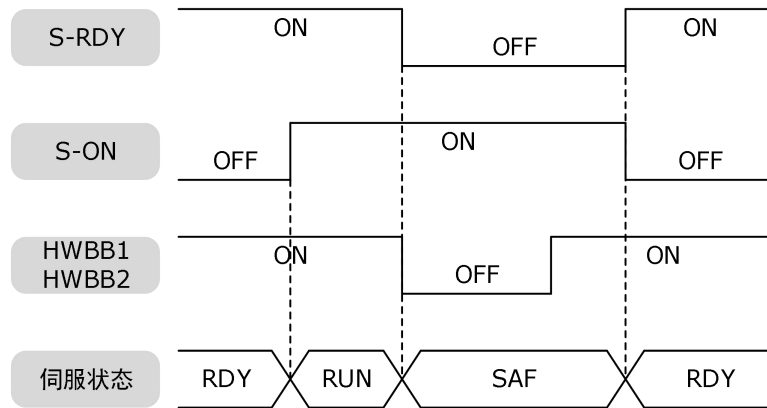 S-RDY
ON
OFF
ON
S-ON
OFF
ON
OFF
HWBB1
HWBB2
ON
OFF
ON
伺服状态
RDY
RUN
SAF
RDY